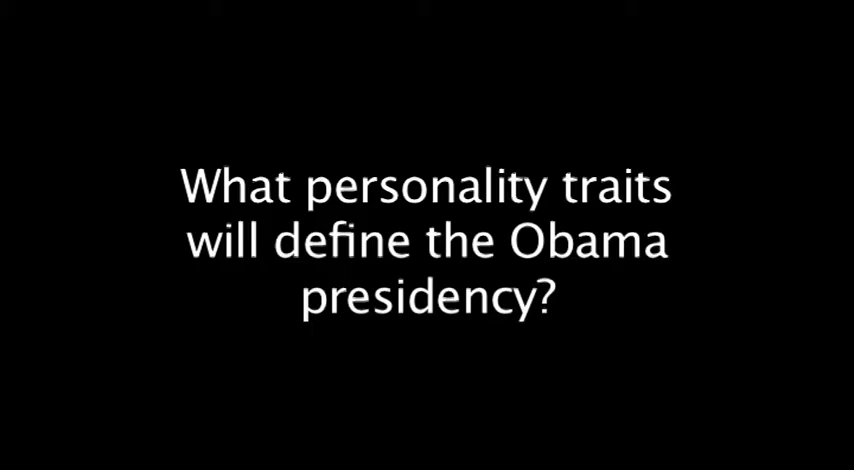 What personality traits
will define the Obama
presidency?